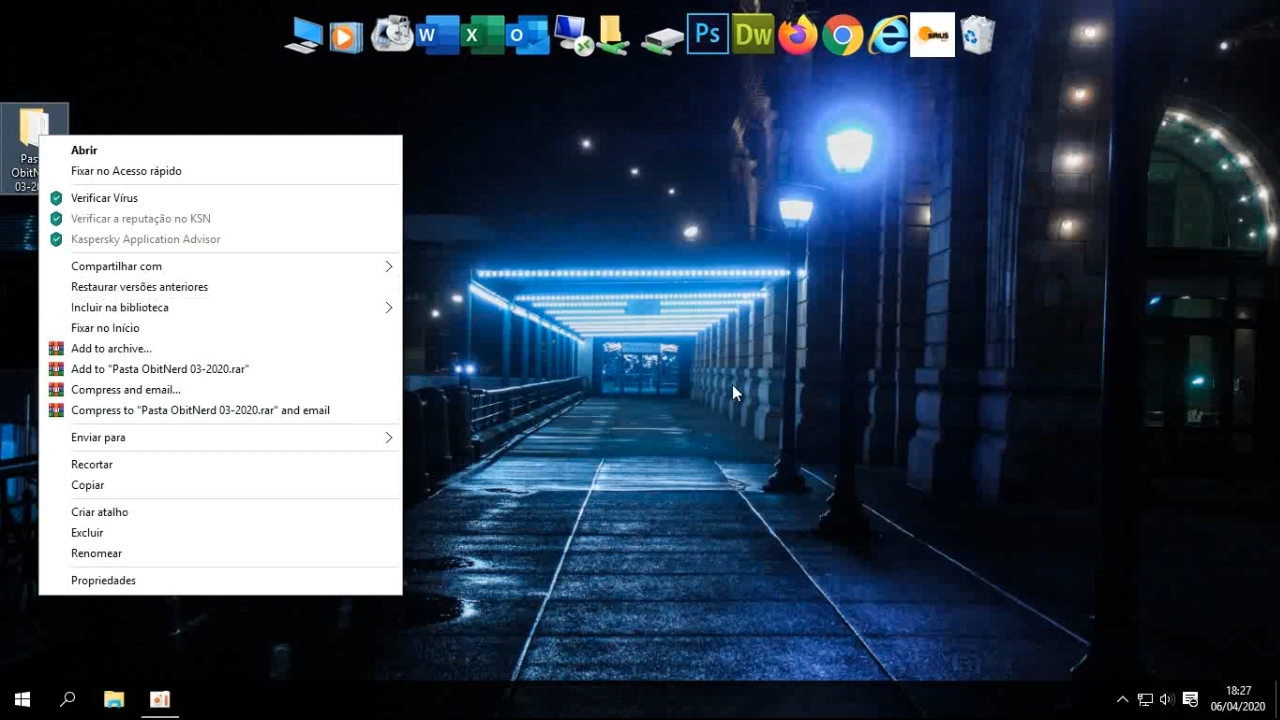 W
X
O
Ps
Dw
SIRIUS
Abrir
Fixar no Acesso rápido
Verificar Vírus
Verificar a reputação no KSN
Kaspersky Application Advisor
Compartilhar com
Restaurar versões anteriores
Incluir na biblioteca
Fixar no Início
Add to archive...
Add to "Pasta ObitNerd 03-2020.rar"
Compress and email...
Compress to "Pasta ObitNerd 03-2020.rar" and email
Enviar para
Recortar
Copiar
Criar atalho
Excluir
Renomear
Propriedades
18:27
06/04/2020